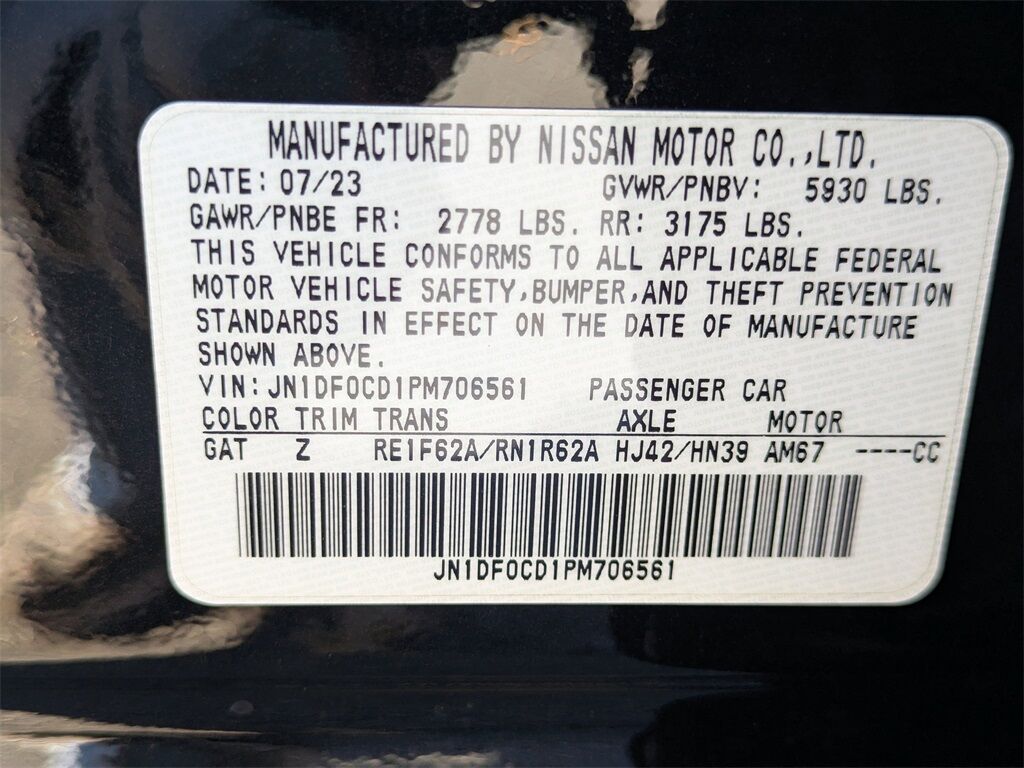 MANUFACTURED BY NISSAN MOTOR CO.,LTD.
DATE: 07/23 GVWR/PNBV: 5930 LBS.
GAWR/PNBE FR: 2778 LBS. RR: 3175 LBS.
THIS VEHICLE CONFORMS TO ALL APPLICABLE FEDERAL
MOTOR VEHICLE SAFETY,BUMPER,AND THEFT PREVENTION
STANDARDS IN EFFECT ON THE DATE OF MANUFACTURE
SHOWN ABOVE.
VIN:JN1DF0CD1PM706561 PASSENGER CAR
COLOR TRIM TRANS AXLE MOTOR
GAT Z RE1F62A/RN1R62A HJ42/HN39 AM67 ----CC
JN1DF0CD1PM706561